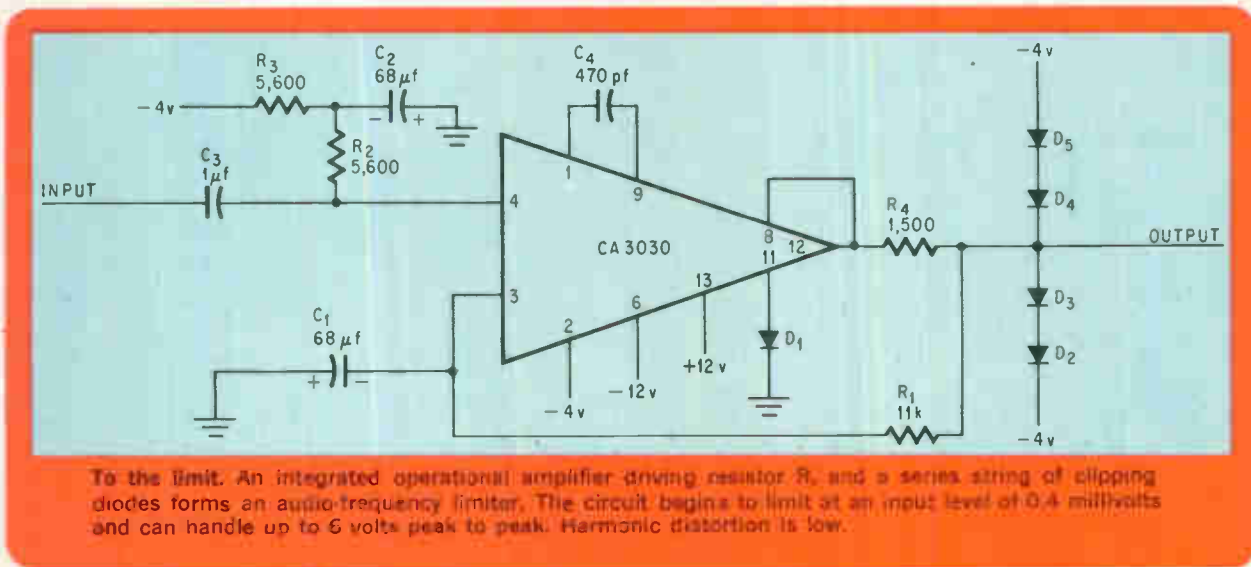 R3
5,600
C2
68 μf
C4
470 pf
-4v
- +
R2
5,600
C3
1 μf
INPUT
4
1
9
CA 3030
8
12
11
13
3
6
2
R4
1,500
-4v
D5
D4
OUTPUT
D3
D2
-4v
C1
68 μf
+ -
-4v
-12v
+12v
D1
R1
11k
To the limit. An integrated operational amplifier driving resistor R, and a series string of clipping
diodes forms an audio-frequency limiter. The circuit begins to limit at an input level of 0.4 millivolts
and can handle up to 6 volts peak to peak. Harmonic distortion is low.